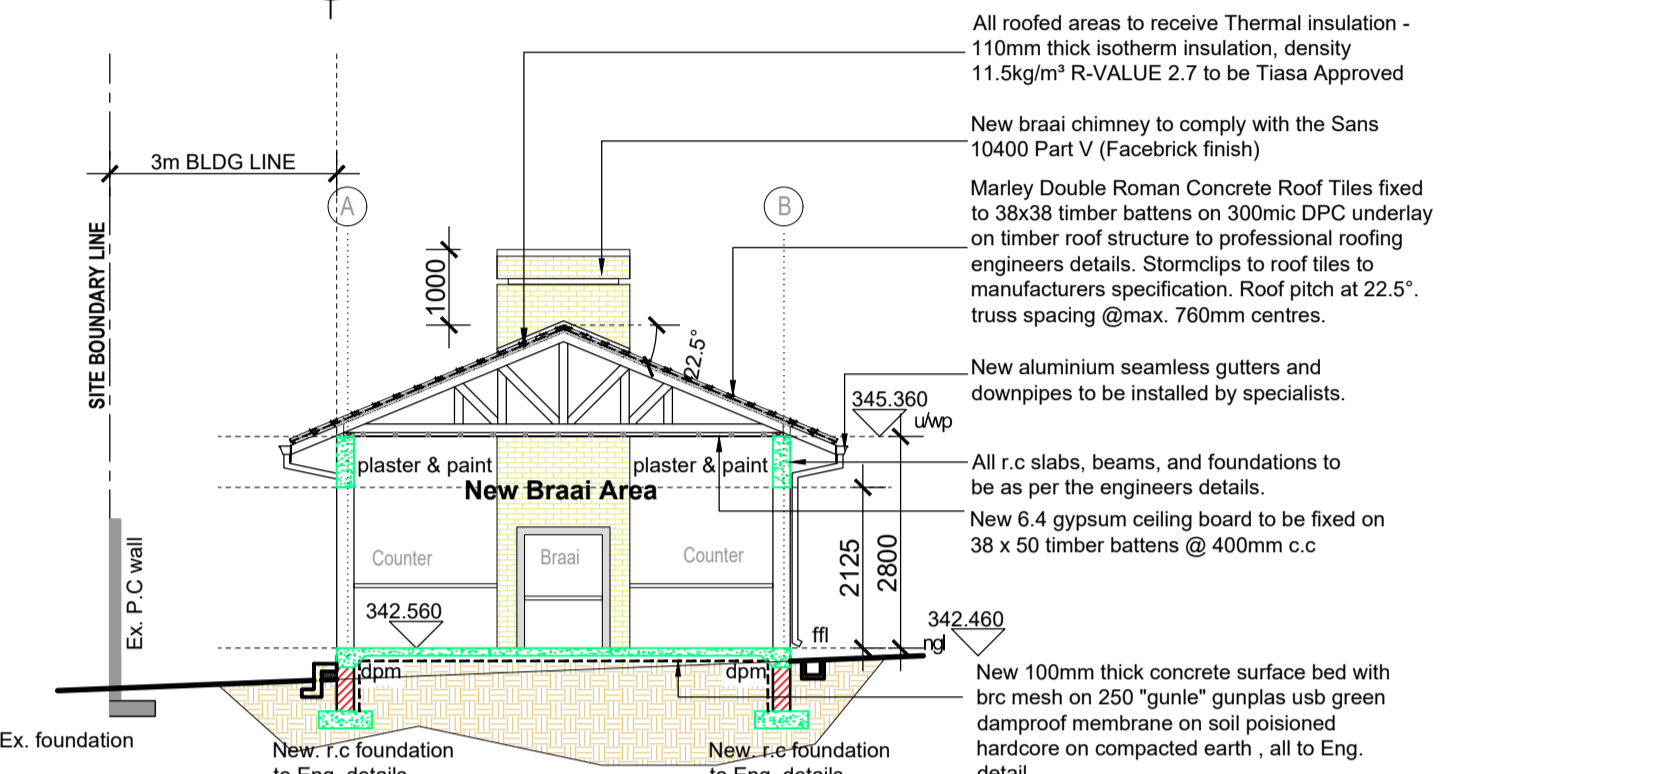 All roofed areas to receive Thermal insulation -
110mm thick isotherm insulation, density
11.5kg/m³ R-VALUE 2.7 to be Tiasa Approved
New braai chimney to comply with the Sans
10400 Part V (Facebrick finish)
Marley Double Roman Concrete Roof Tiles fixed
to 38x38 timber battens on 300mic DPC underlay
on timber roof structure to professional roofing
engineers details. Stormclips to roof tiles to
manufacturers specification. Roof pitch at 22.5°.
truss spacing @max. 760mm centres.
New aluminium seamless gutters and
downpipes to be installed by specialists.
All r.c slabs, beams, and foundations to
be as per the engineers details.
New 6.4 gypsum ceiling board to be fixed on
38 x 50 timber battens @ 400mm c.c
New 100mm thick concrete surface bed with
brc mesh on 250 "gunle" gunplas usb green
damproof membrane on soil poisioned
hardcore on compacted earth , all to Eng.
detail
3m BLDG LINE
A
B
SITE BOUNDARY LINE
1000
22.5°
345.360
u/wp
plaster & paint
plaster & paint
New Braai Area
Counter
Braai
Counter
2125
2800
Ex. P.C wall
342.560
ffl
342.460
ngl
dpm
dpm
Ex. foundation
New. r.c foundation
to Eng. details
New. r.c foundation
to Eng. details